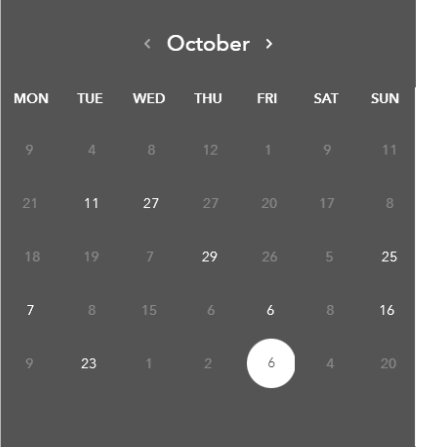 ‹ October ›
MON TUE WED THU FRI SAT SUN
9 4 8 12 1 9 11
21 11 27 27 20 17 8
18 19 7 29 26 5 25
7 8 15 6 6 8 16
9 23 1 2 6 4 20